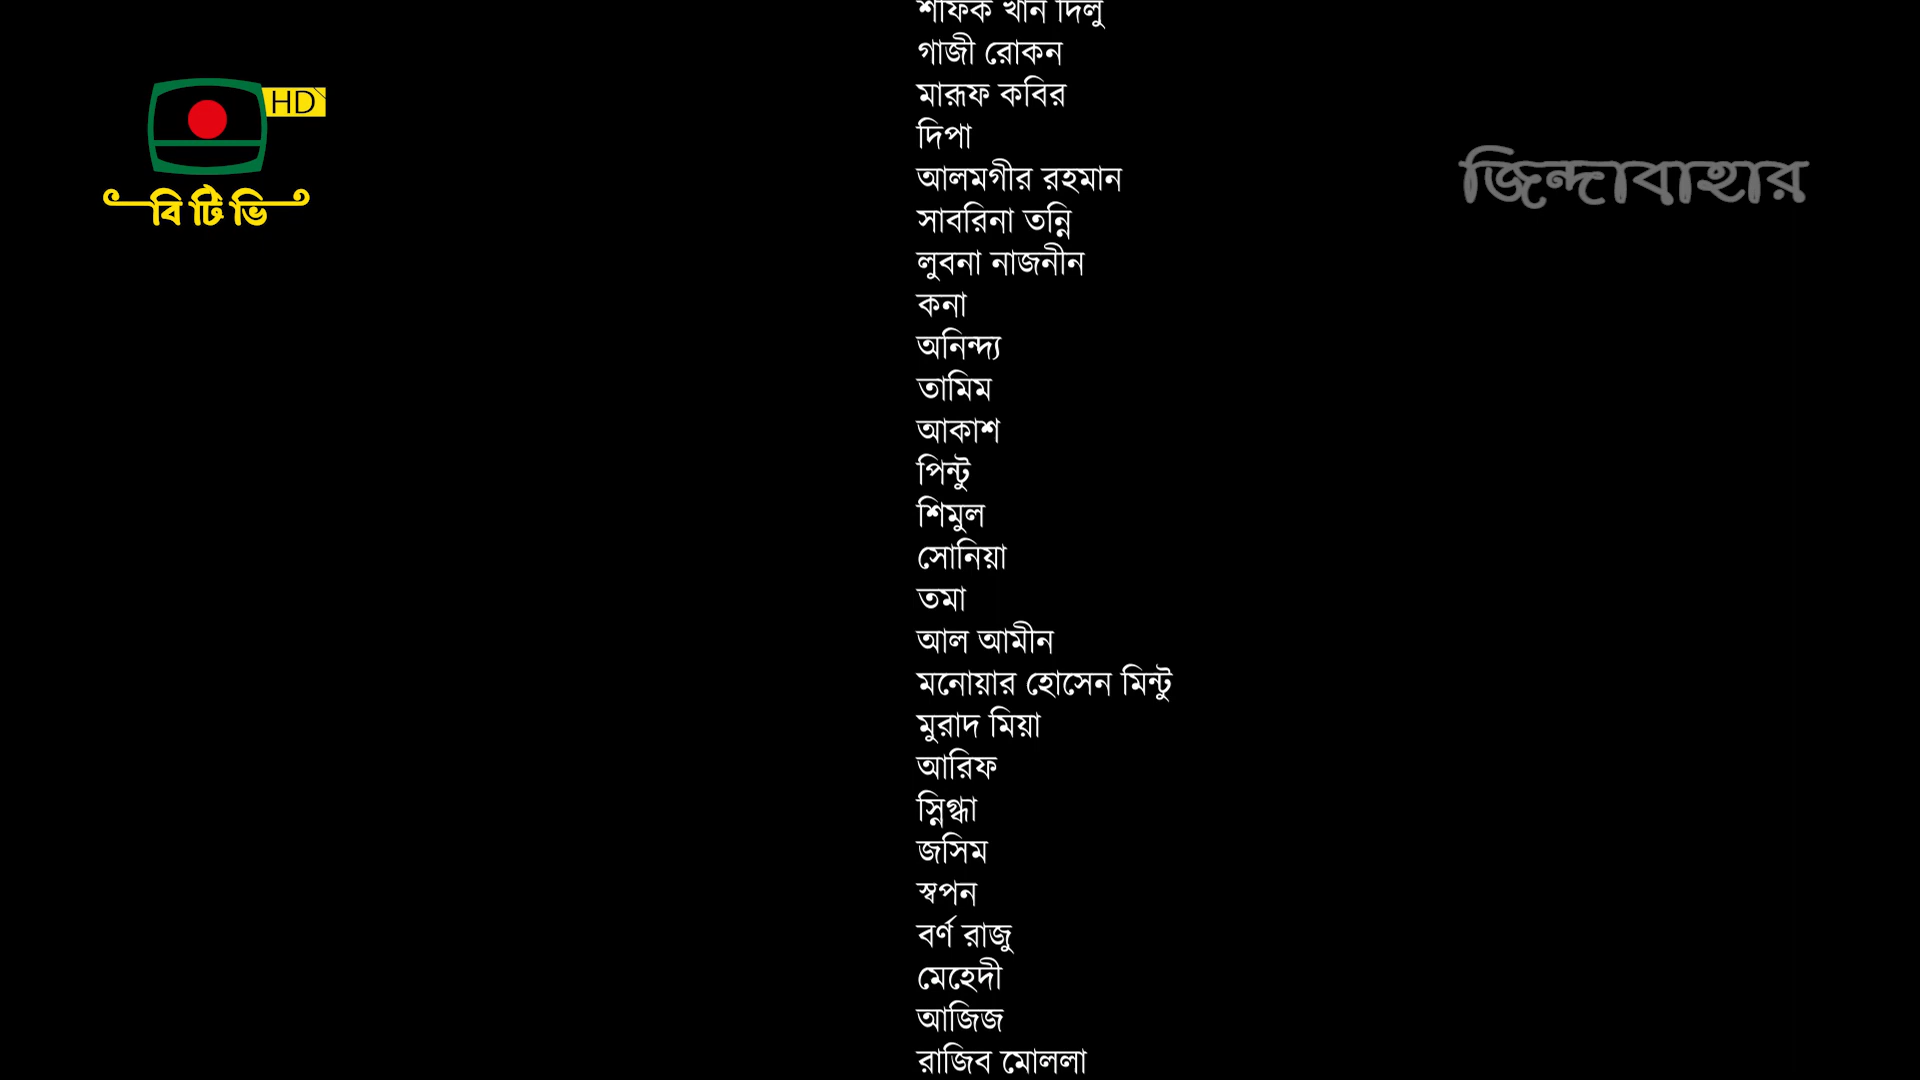 শফিক খান দিলু
গাজী রোকন
মারূফ কবির
দিপা
আলমগীর রহমান
সাবরিনা তন্নি
লুবনা নাজনীন
কনা
অনিন্দ্য
তামিম
আকাশ
পিন্টু
শিমুল
সোনিয়া
তমা
আল আমীন
মনোয়ার হোসেন মিন্টু
মুরাদ মিয়া
আরিফ
স্নিগ্ধা
জসিম
স্বপন
বর্ণ রাজু
মেহেদী
আজিজ
রাজিব মোললা
HD
বিটিভি
জিন্দাবাহার